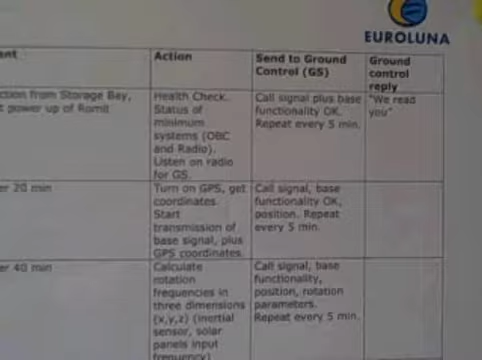 EUROLUNA
ent
Action
Send to Ground
Control (GS)
Ground
control
reply
ction from Storage Bay,
t power up of Romit
Health Check.
Status of
minimum
systems (OBC
and Radio).
Listen on radio
for GS.
Call signal plus base
functionality OK.
Repeat every 5 min.
"We read
you"
er 20 min
Turn on GPS, get
coordinates.
Start
transmission of
base signal, plus
GPS coordinates.
Call signal, base
functionality OK,
position. Repeat
every 5 min.
er 40 min
Calculate
rotation
frequencies in
three dimensions
(x,y,z) (inertial
sensor, solar
panels input
frequency)
Call signal, base
functionality,
position, rotation
parameters.
Repeat every 5 min.